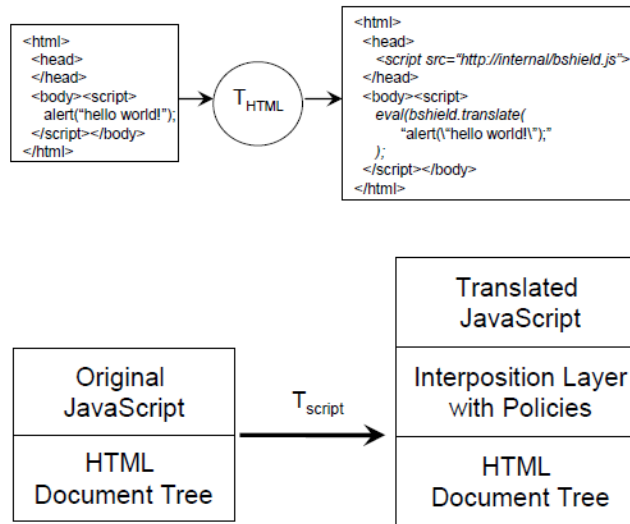 <html>
<head>
</head>
<body><script>
alert(“hello world!”);
</script></body>
</html>
T HTML
<html>
<head>
<script src=“http://internal/bshield.js”>
</head>
<body><script>
eval(bshield.translate(
“alert(\“hello world!\”);”
);
</script></body>
</html>
Original
JavaScript
HTML
Document Tree
T script
Translated
JavaScript
Interposition Layer
with Policies
HTML
Document Tree